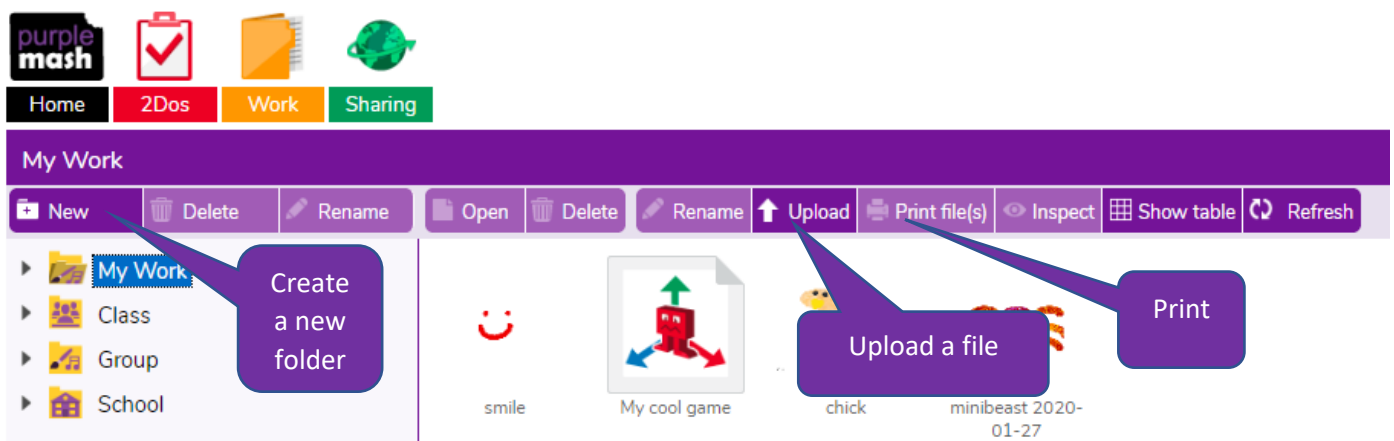 purple
mash
Home 2Dos Work Sharing
My Work
New Delete Rename Open Delete Rename Upload Print file(s) Inspect Show table Refresh
My Work
Class
Group
School
Create
a new
folder
Upload a file
Print
smile My cool game chick minibeast 2020-
01-27